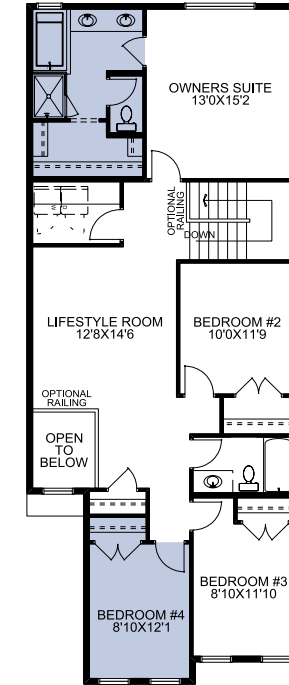 OWNERS SUITE
13'0X15'2
OPTIONAL
RAILING
DOWN
W
D
LIFESTYLE ROOM
12'8X14'6
BEDROOM #2
10'0X11'9
OPTIONAL
RAILING
OPEN
TO
BELOW
BEDROOM #3
8'10X11'10
BEDROOM #4
8'10X12'1